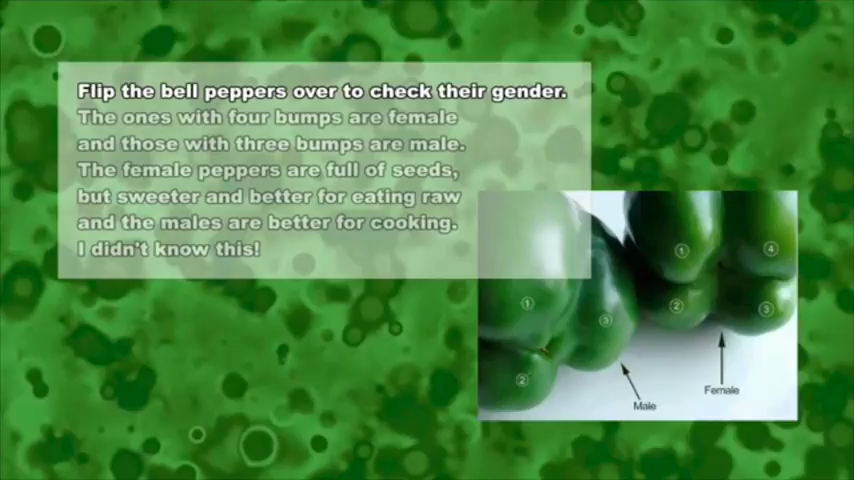 Flip the bell peppers over to check their gender.
The ones with four bumps are female
and those with three bumps are male.
The female peppers are full of seeds,
but sweeter and better for eating raw
and the males are better for cooking.
I didn't know this!
1
2
3
Male
1
2
3
4
Female